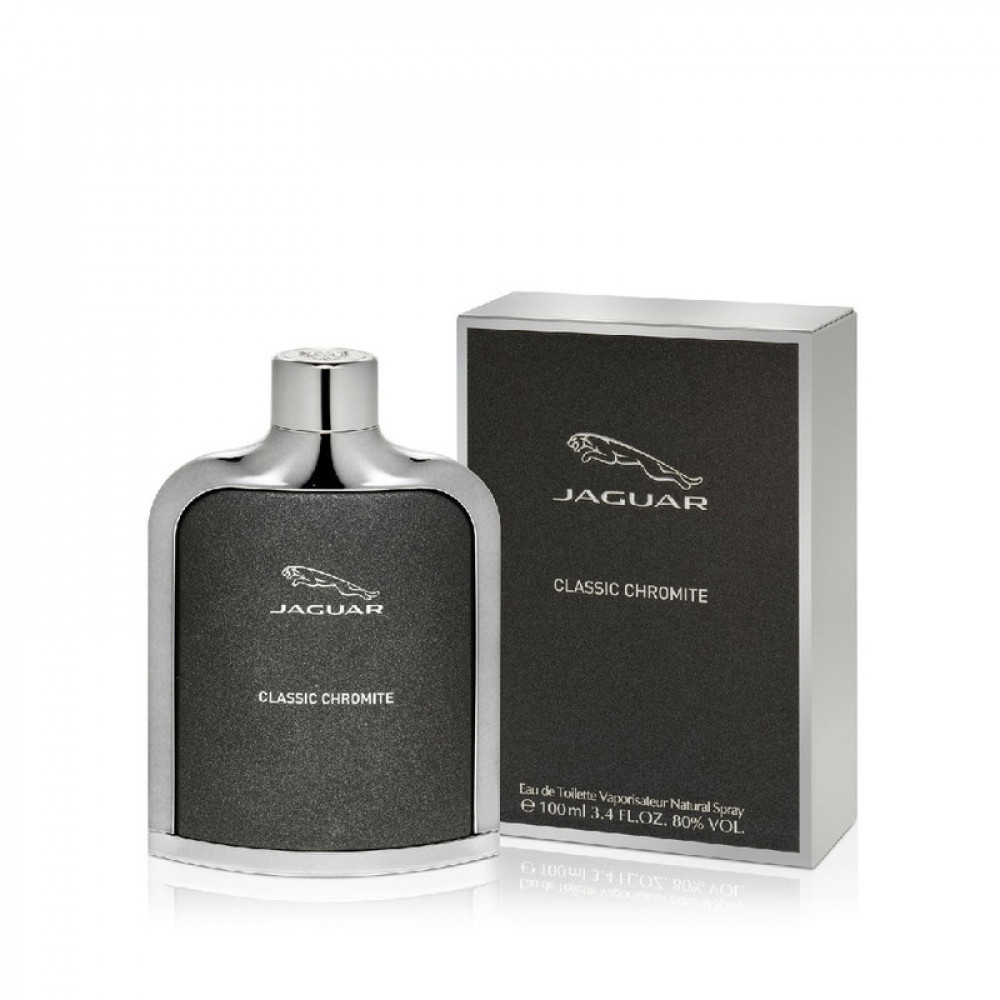 JAGUAR
CLASSIC CHROMITE
JAGUAR
CLASSIC CHROMITE
Eau de Toilette Vaporisateur Natural Spray
℮ 100 ml 3.4 FL.OZ. 80% VOL.